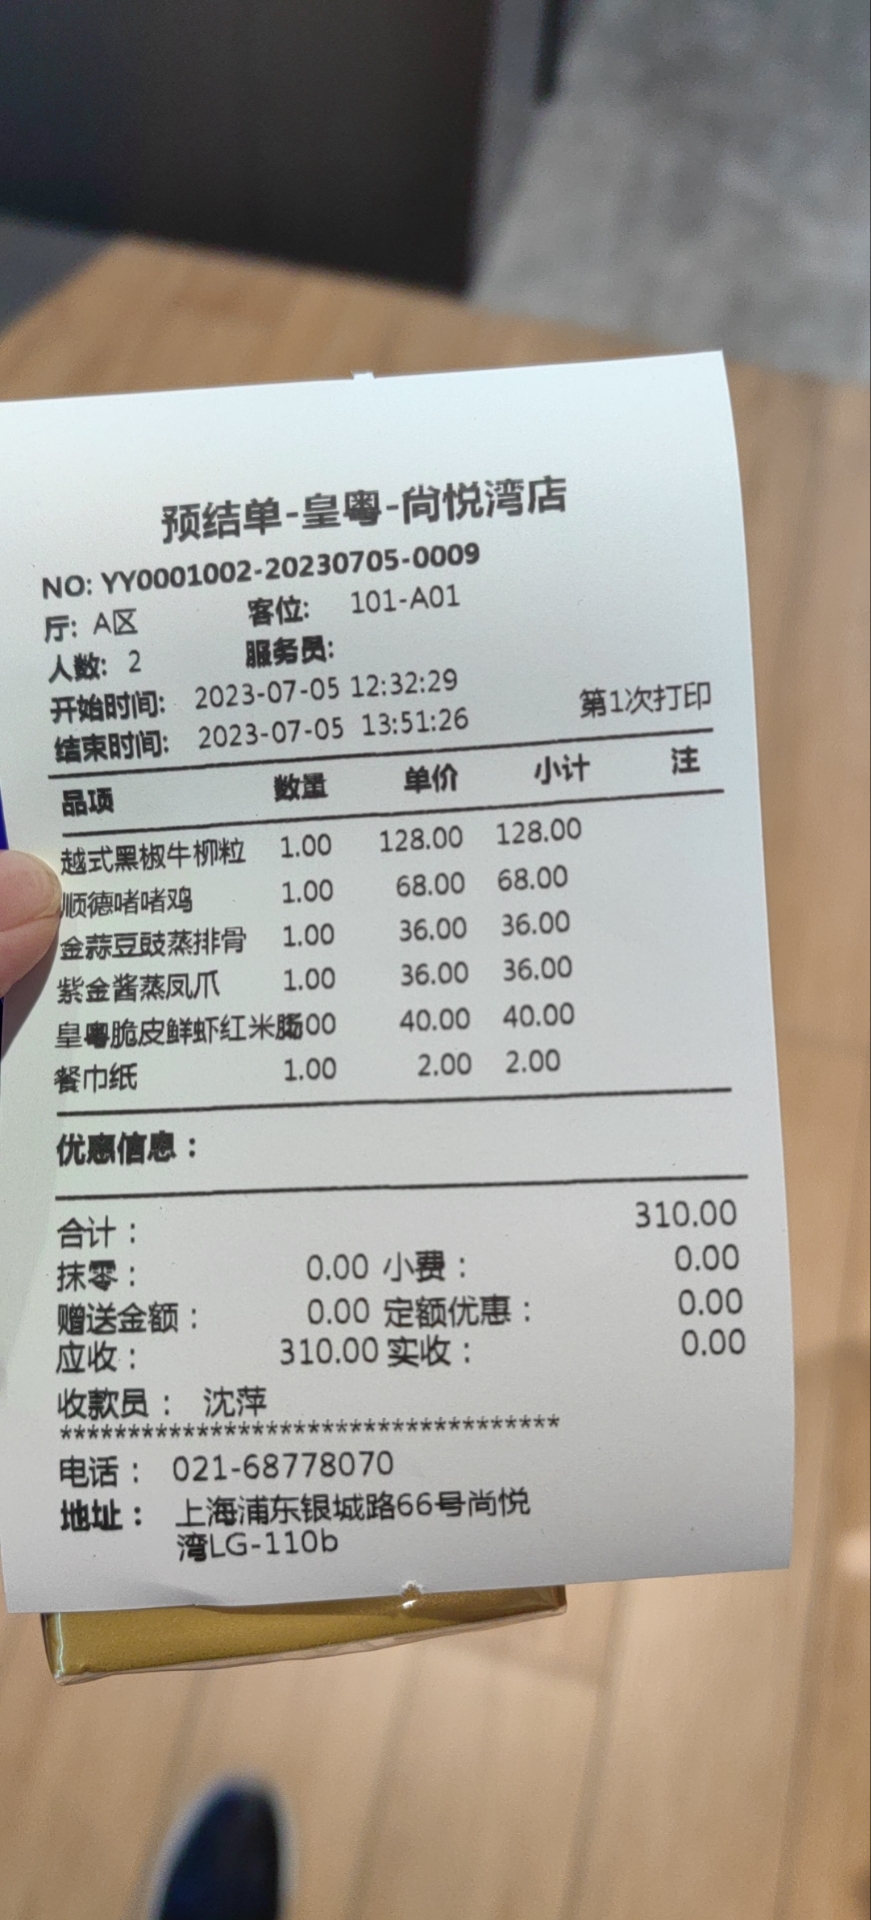 预结单-皇粤-尚悦湾店
NO: YY0001002-20230705-0009
厅: A区 客位: 101-A01
人数: 2 服务员:
开始时间: 2023-07-05 12:32:29
结束时间: 2023-07-05 13:51:26 第1次打印
品项 数量 单价 小计 注
越式黑椒牛柳粒 1.00 128.00 128.00
顺德啫啫鸡 1.00 68.00 68.00
金蒜豆豉蒸排骨 1.00 36.00 36.00
紫金酱蒸凤爪 1.00 36.00 36.00
皇粤脆皮鲜虾红米肠.00 40.00 40.00
餐巾纸 1.00 2.00 2.00
优惠信息：
合计： 310.00
抹零： 0.00 小费： 0.00
赠送金额： 0.00 定额优惠： 0.00
应收： 310.00 实收： 0.00
收款员： 沈萍
*************************************
电话： 021-68778070
地址： 上海浦东银城路66号尚悦
湾LG-110b